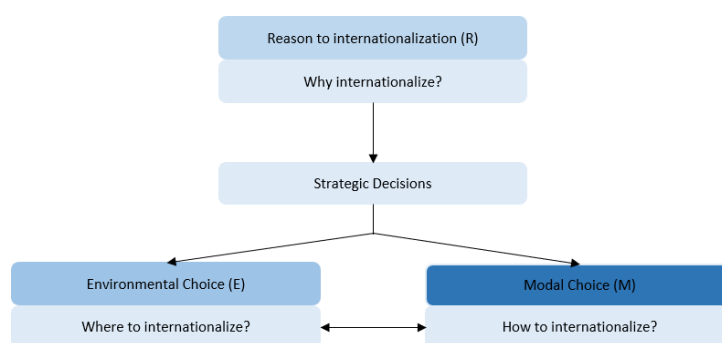 Reason to internationalization (R)
Why internationalize?
Strategic Decisions
Environmental Choice (E)
Modal Choice (M)
Where to internationalize?
How to internationalize?